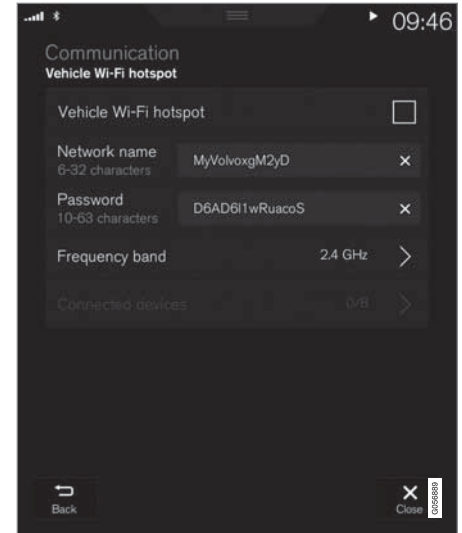 09:46
Communication
Vehicle Wi-Fi hotspot
Vehicle Wi-Fi hotspot
Network name
6-32 characters
MyVolvoxgM2yD
Password
10-63 characters
D6AD6l1wRuacoS
Frequency band
2.4 GHz
Connected devices
0/8
Back
Close
G056889